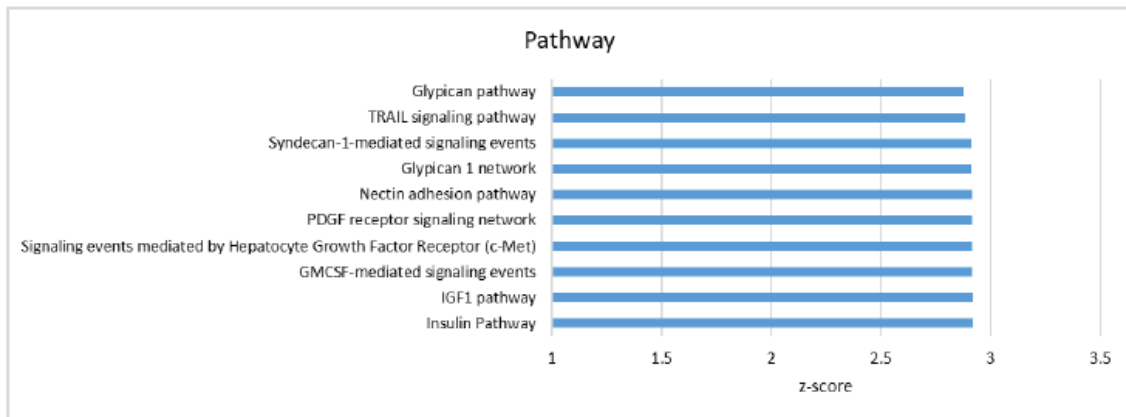 Pathway
Glypican pathway
TRAIL signaling pathway
Syndecan-1-mediated signaling events
Glypican 1 network
Nectin adhesion pathway
PDGF receptor signaling network
Signaling events mediated by Hepatocyte Growth Factor Receptor (c-Met)
GMCSF-mediated signaling events
IGF1 pathway
Insulin Pathway
1 1.5 2 2.5 3 3.5
z-score